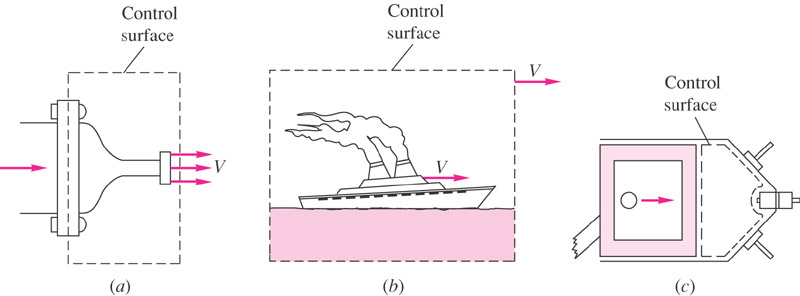 Control
surface
V
(a)
Control
surface
V
V
(b)
Control
surface
(c)